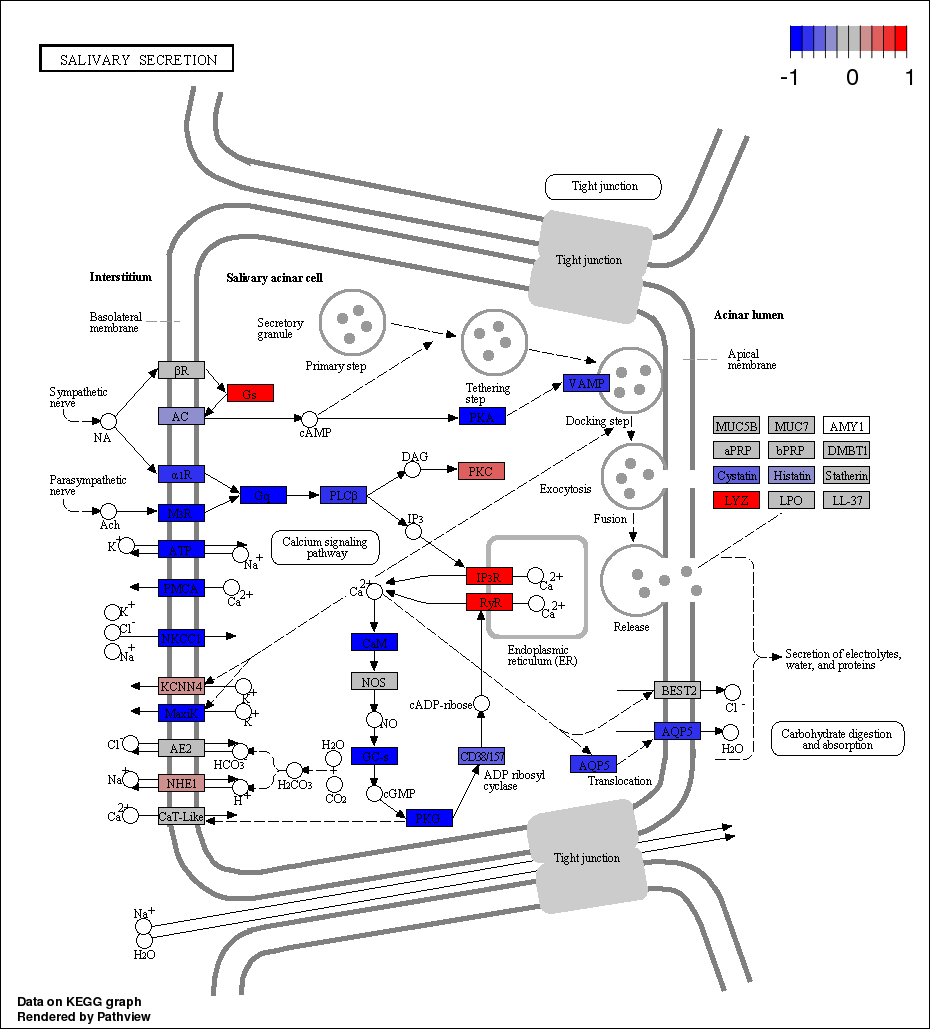 SALIVARY SECRETION
-1 0 1
Tight junction
Tight junction
Interstitium
Salivary acinar cell
Acinar lumen
Basolateral
membrane
Secretory
granule
Primary step
Tethering
step
Apical
membrane
βR
Gs
AC
cAMP
PKA
VAMP
Docking step
Sympathetic
nerve
NA
MUC5B MUC7 AMY1
aPRP bPRP DMBT1
Cystatin Histatin Statherin
LYZ LPO LL-37
α1R
Gq
PLCβ
DAG
PKC
Exocytosis
Parasympathetic
nerve
Ach
IP3
Fusion
Calcium signaling
pathway
K+
ATP
Na+
PMCA
Ca2+
IP3R
Ca2+
RyR
Ca2+
Ca2+
Release
K+
Cl-
Na+
NKCC1
CaM
Endoplasmic
reticulum (ER)
Secretion of electrolytes,
water, and proteins
KCNN4
K+
NOS
BEST2
Cl-
K+
cADP-ribose
NO
Cl-
AE2
HCO3
H2O
GC-s
CD38/157
AQP5
H2O
Carbohydrate digestion
and absorption
AQP5
Translocation
ADP ribosyl
cyclase
Na+
NHE1
H+
H2CO3
CO2
cGMP
Ca2+
CaT-Like
PKG
Tight junction
Na+
H2O
Data on KEGG graph
Rendered by Pathview